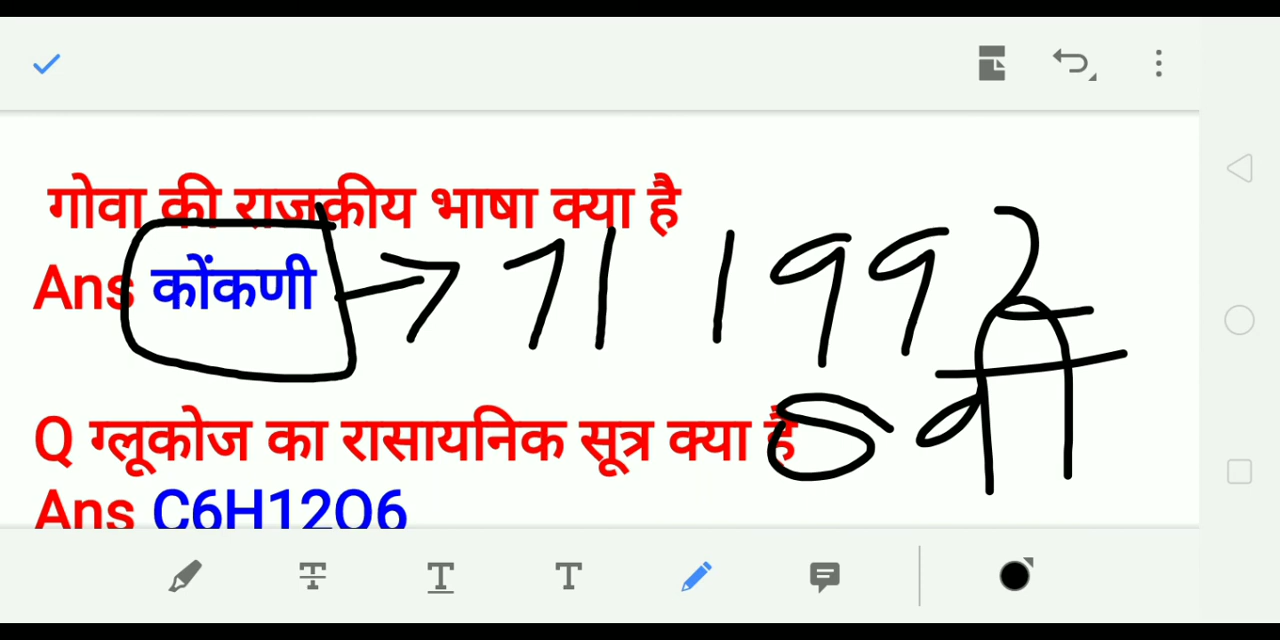 गोवा की राजकीय भाषा क्या है
Ans कोंकणी → 71 1992
8वी
Q ग्लूकोज का रासायनिक सूत्र क्या है
Ans C6H12O6